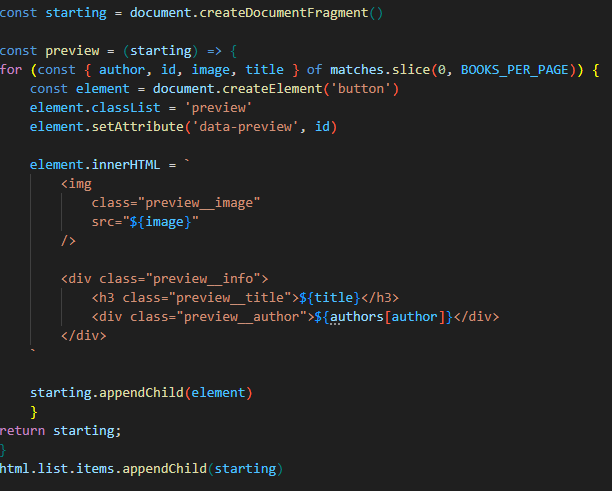 const starting = document.createDocumentFragment()
const preview = (starting) => {
for (const { author, id, image, title } of matches.slice(0, BOOKS_PER_PAGE)) {
    const element = document.createElement('button')
    element.classList = 'preview'
    element.setAttribute('data-preview', id)
    element.innerHTML = `
        <img
            class="preview__image"
            src="${image}"
        />
        <div class="preview__info">
            <h3 class="preview__title">${title}</h3>
            <div class="preview__author">${authors[author]}</div>
        </div>
    `
    starting.appendChild(element)
    }
return starting;
}
html.list.items.appendChild(starting)